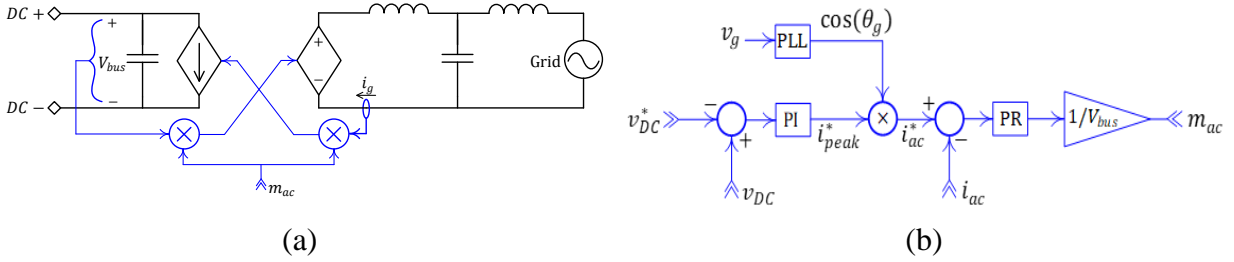 DC +
+
V_bus
−
DC −
+
−
Grid
i_g
×
×
m_ac
(a)
cos(θ_g)
v_g
PLL
v*_DC
−
+
PI
i*_peak
×
i*_ac
+
−
PR
1/V_bus
m_ac
v_DC
i_ac
(b)